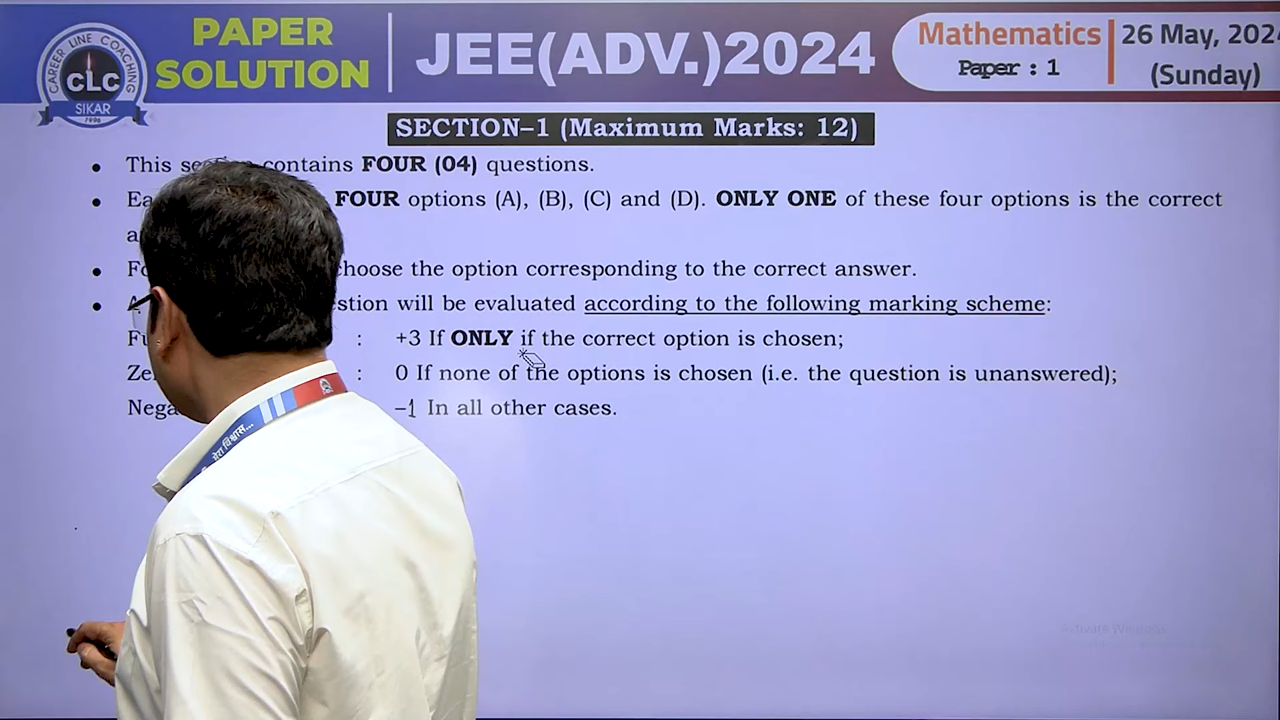 CAREER LINE COACHING
CLC
SIKAR
1996
PAPER
SOLUTION
JEE(ADV.)2024
Mathematics
Paper : 1
26 May, 202
(Sunday)
SECTION–1 (Maximum Marks: 12)
• This contains FOUR (04) questions.
• FOUR options (A), (B), (C) and (D). ONLY ONE of these four options is the correct
• choose the option corresponding to the correct answer.
• will be evaluated according to the following marking scheme:
: +3 If ONLY if the correct option is chosen;
: 0 If none of the options is chosen (i.e. the question is unanswered);
–1 In all other cases.
मेरा विश्वास...
Activate Windows